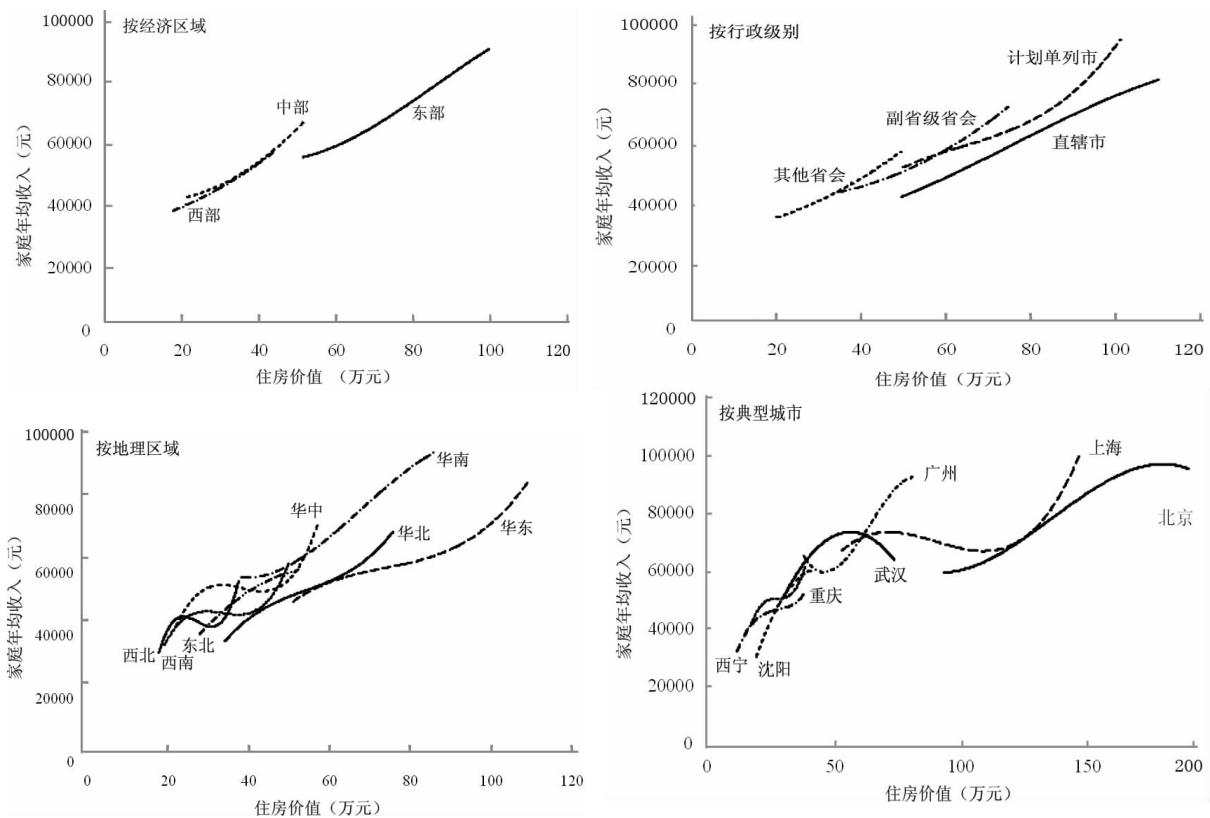 按经济区域
100000
80000
60000
40000
20000
0
家庭年均收入（元）
中部
东部
西部
20
40
60
80
100
120
住房价值 （万元）
按行政级别
100000
80000
60000
40000
20000
0
家庭年均收入（元）
计划单列市
副省级省会
直辖市
其他省会
0
20
40
60
80
100
120
住房价值（万元）
按地理区域
100000
80000
60000
40000
20000
0
家庭年均收入（元）
华南
华中
华北
华东
东北
西北
西南
0
20
40
60
80
100
120
住房价值（万元）
按典型城市
120000
100000
80000
60000
40000
20000
0
家庭年均收入（元）
上海
广州
北京
武汉
重庆
西宁
沈阳
0
50
100
150
200
住房价值（万元）